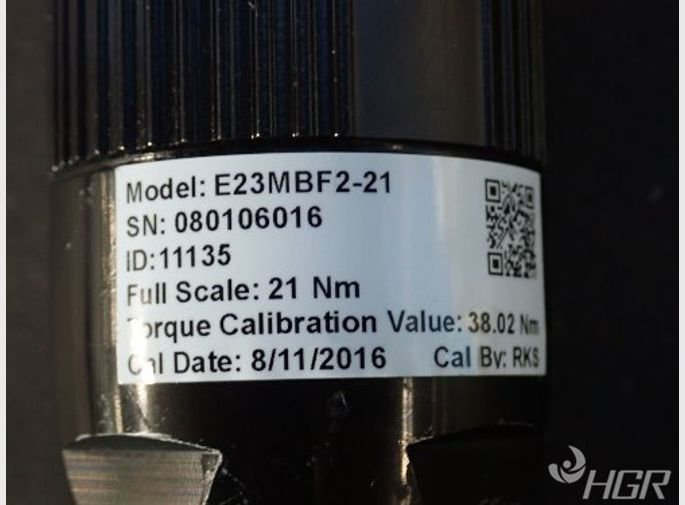 Model: E23MBF2-21
SN: 080106016
ID:11135
Full Scale: 21 Nm
Torque Calibration Value: 38.02 Nm
Cal Date: 8/11/2016 Cal By: RKS
HGR